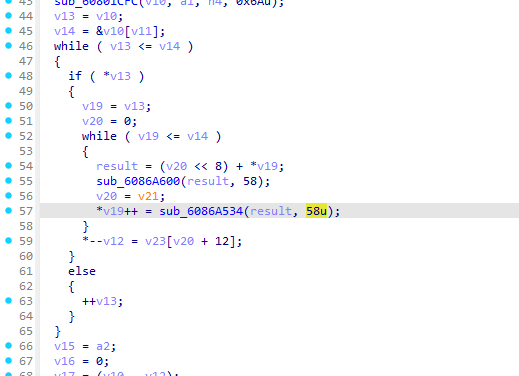 43 sub_60801CFC(v10, a1, n4, 0x6Au);
44 v13 = v10;
45 v14 = &v10[v11];
46 while ( v13 <= v14 )
47 {
48 if ( *v13 )
49 {
50 v19 = v13;
51 v20 = 0;
52 while ( v19 <= v14 )
53 {
54 result = (v20 << 8) + *v19;
55 sub_6086A600(result, 58);
56 v20 = v21;
57 *v19++ = sub_6086A534(result, 58u);
58 }
59 *--v12 = v23[v20 + 12];
60 }
61 else
62 {
63 ++v13;
64 }
65 }
66 v15 = a2;
67 v16 = 0;
68 v17 = (v10 - v12);